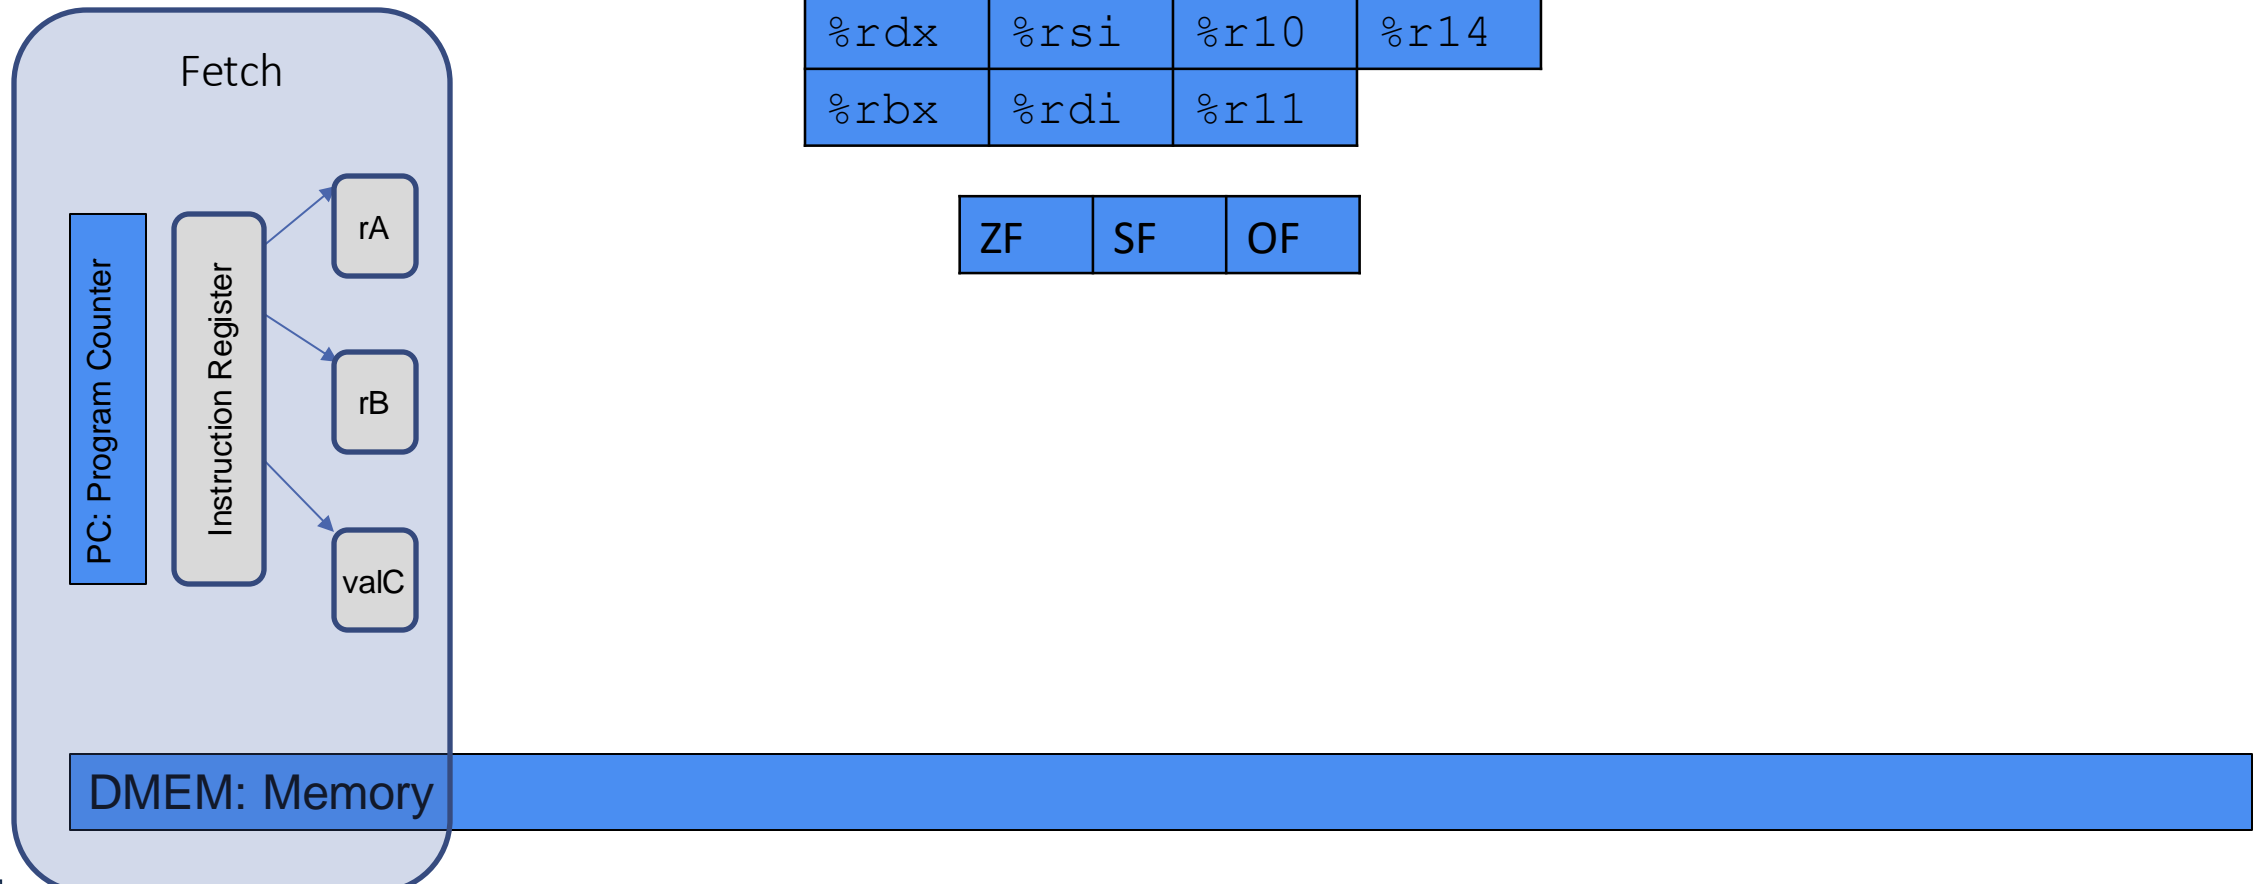 Fetch
%rdx %rsi %r10 %r14
%rbx %rdi %r11
ZF SF OF
PC: Program Counter
Instruction Register
rA
rB
valC
DMEM: Memory